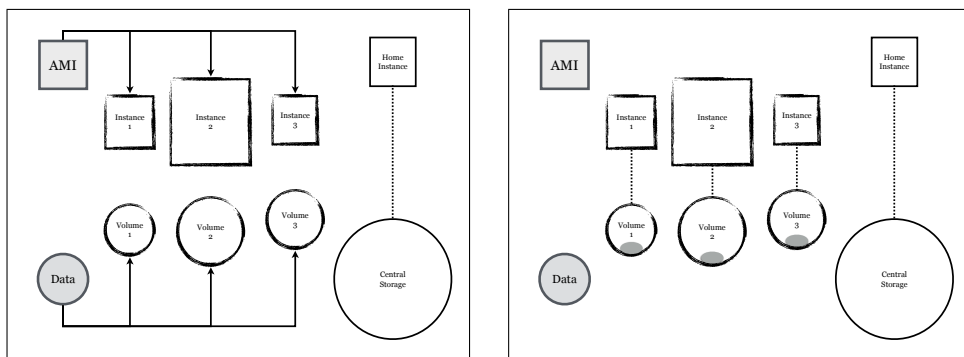 AMI
Home
Instance
Instance
1
Instance
2
Instance
3
Volume
1
Volume
2
Volume
3
Data
Central
Storage
AMI
Home
Instance
Instance
1
Instance
2
Instance
3
Volume
1
Volume
2
Volume
3
Data
Central
Storage